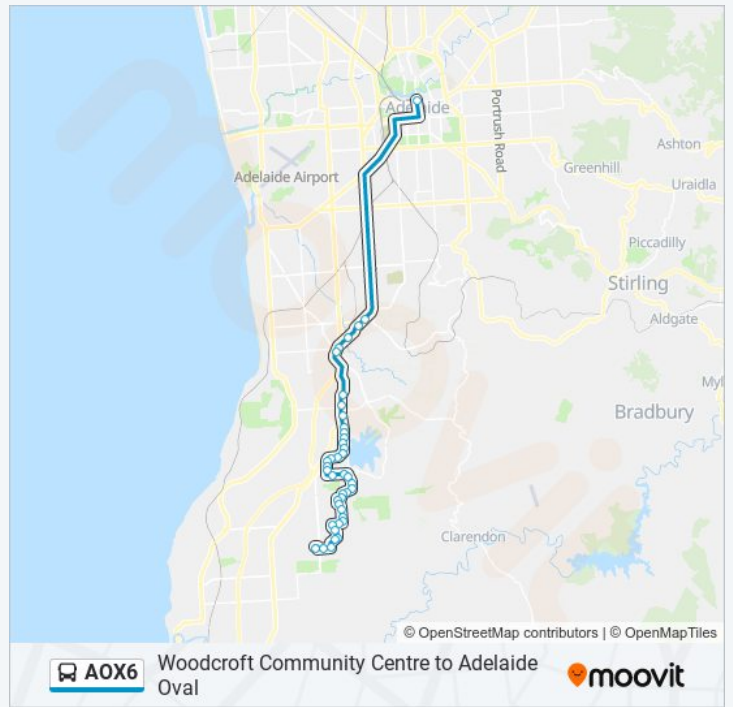 Adelaide
Portrush Road
Ashton
Greenhill
Adelaide Airport
Uraidla
Piccadilly
Stirling
Aldgate
Myl
Bradbury
Clarendon
© OpenStreetMap contributors | © OpenMapTiles
AOX6
Woodcroft Community Centre to Adelaide
Oval
moovit